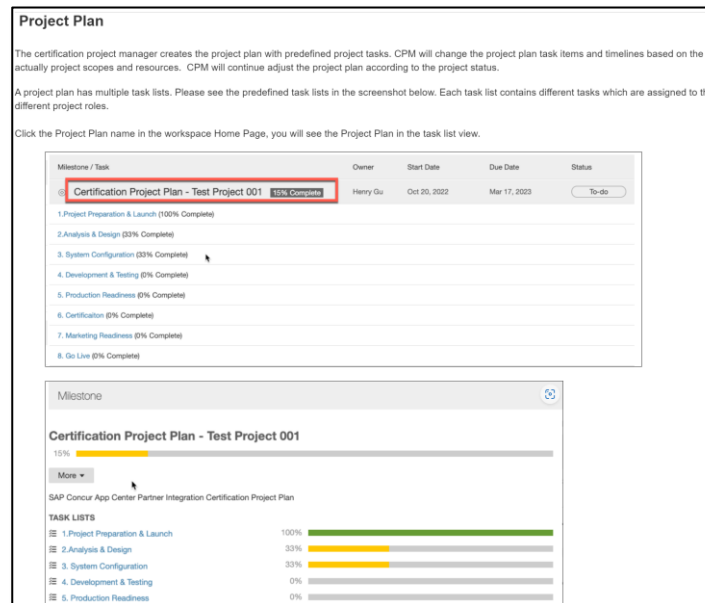 Project Plan
The certification project manager creates the project plan with predefined project tasks. CPM will change the project plan task items and timelines based on the
actually project scopes and resources. CPM will continue adjust the project plan according to the project status.
A project plan has multiple task lists. Please see the predefined task lists in the screenshot below. Each task list contains different tasks which are assigned to
different project roles.
Click the Project Plan name in the workspace Home Page, you will see the Project Plan in the task list view.
Milestone / Task Owner Start Date Due Date Status
Certification Project Plan - Test Project 001 15% Complete Henry Gu Oct 20, 2022 Mar 17, 2023 To-do
1.Project Preparation & Launch (100% Complete)
2.Analysis & Design (33% Complete)
3. System Configuration (33% Complete)
4. Development & Testing (0% Complete)
5. Production Readiness (0% Complete)
6. Certificaiton (0% Complete)
7. Marketing Readiness (0% Complete)
8. Go Live (0% Complete)
Milestone
Certification Project Plan - Test Project 001
15%
More
SAP Concur App Center Partner Integration Certification Project Plan
TASK LISTS
1.Project Preparation & Launch 100%
2.Analysis & Design 33%
3. System Configuration 33%
4. Development & Testing 0%
5. Production Readiness 0%